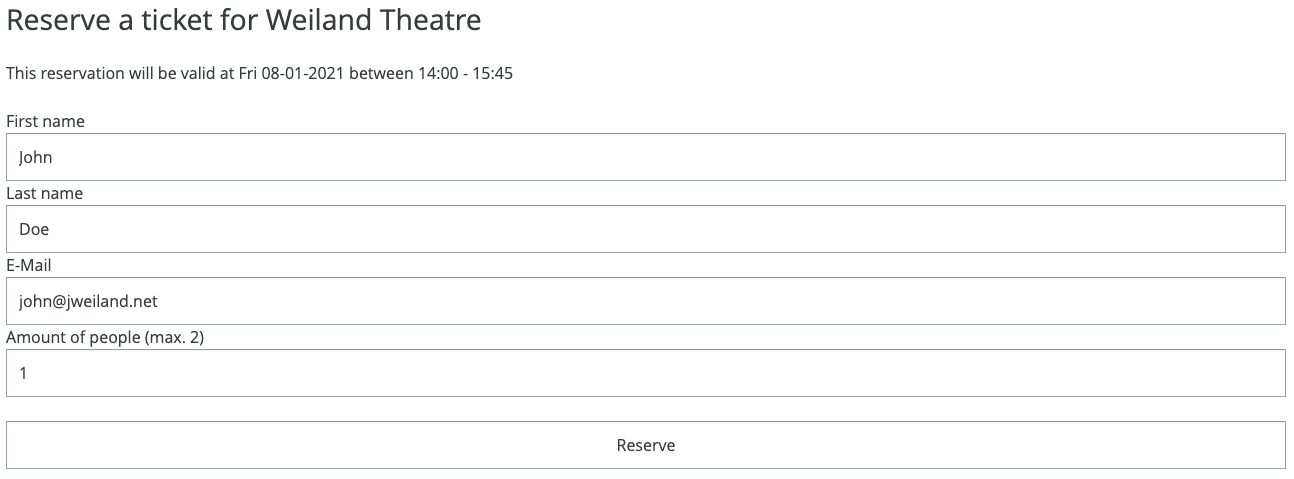 Reserve a ticket for Weiland Theatre
This reservation will be valid at Fri 08-01-2021 between 14:00 - 15:45
First name
John
Last name
Doe
E-Mail
john@jweiland.net
Amount of people (max. 2)
1
Reserve